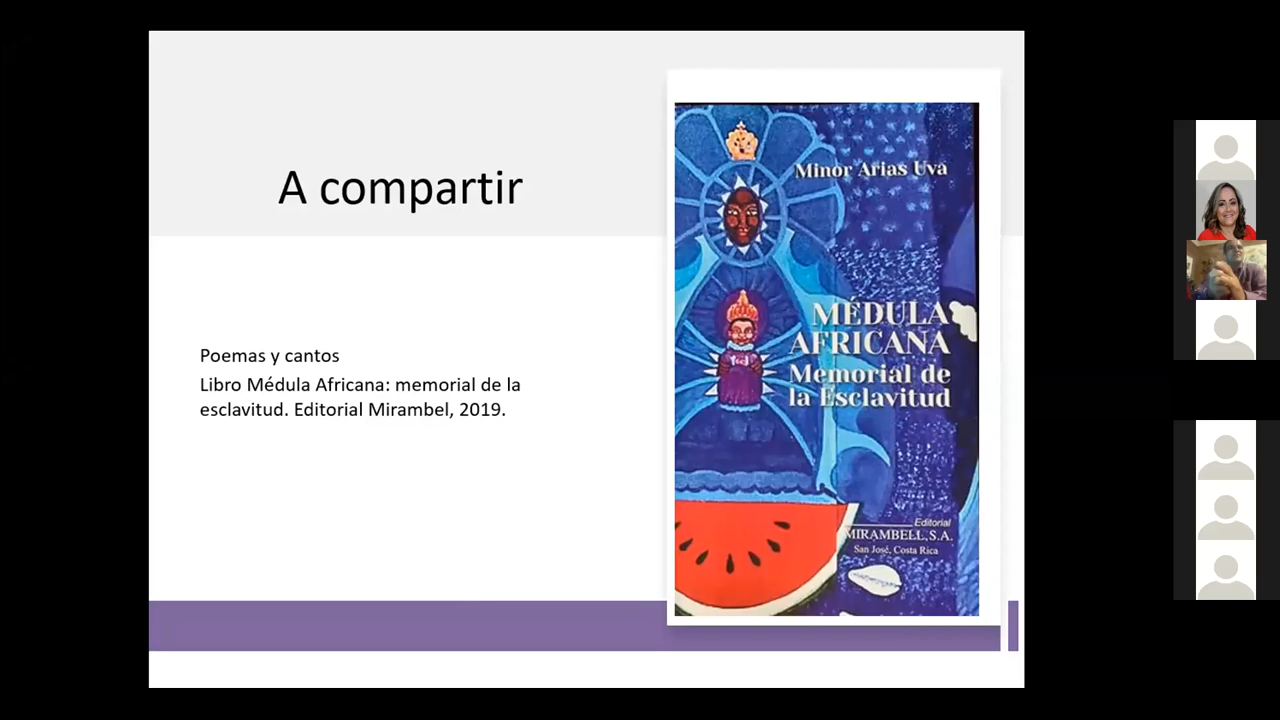 A compartir
Poemas y cantos
Libro Médula Africana: memorial de la
esclavitud. Editorial Mirambel, 2019.
Minor Arias Uva
MÉDULA
AFRICANA
Memorial de
la Esclavitud
Editorial
MIRAMBELL, S.A.
San José, Costa Rica